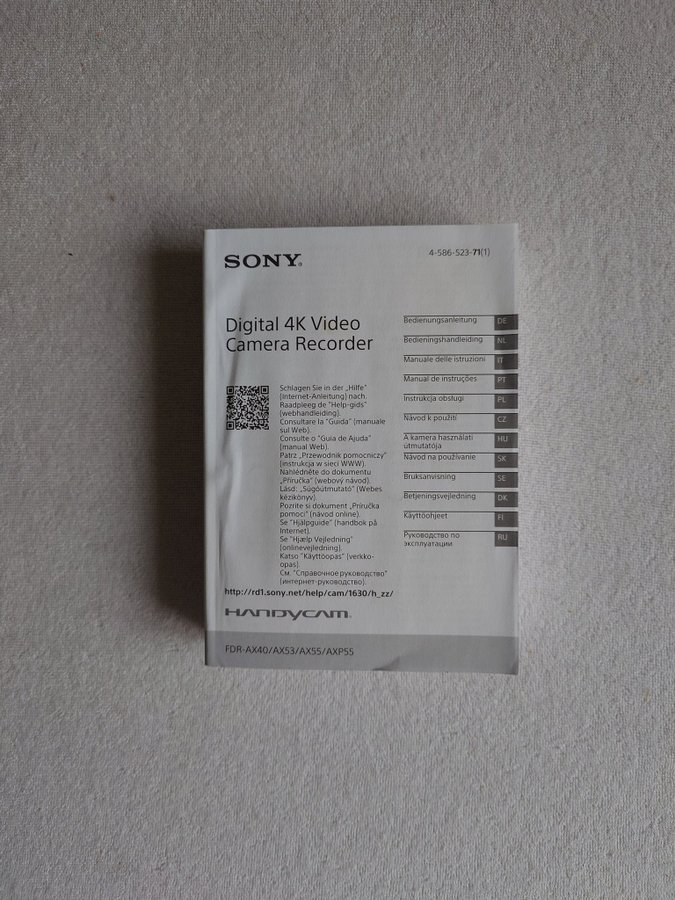 SONY®
4-586-523-71(1)
Digital 4K Video
Camera Recorder
Schlagen Sie in der „Hilfe"
(Internet-Anleitung) nach.
Raadpleeg de "Help-gids"
(webhandleiding).
Consultare la "Guida" (manuale
sul Web).
Consulte o "Guia de Ajuda"
(manual Web).
Patrz „Przewodnik pomocniczy"
(instrukcja w sieci WWW).
Nahlédněte do dokumentu
„Příručka" (webový návod).
Lásd: „Súgóútmutató" (Webes
kézikönyv).
Pozrite si dokument „Príručka
pomoci" (návod online).
Se "Hjälpguide" (handbok på
Internet).
Se "Hjælp Vejledning"
(onlinevejledning).
Katso "Käyttöopas" (verkko-
opas).
См. "Справочное руководство"
(интернет-руководство).
http://rd1.sony.net/help/cam/1630/h_zz/
Bedienungsanleitung DE
Bedieningshandleiding NL
Manuale delle istruzioni IT
Manual de instruções PT
Instrukcja obsługi PL
Návod k použití CZ
A kamera használati HU
útmutatója
Návod na používanie SK
Bruksanvisning SE
Betjeningsvejledning DK
Käyttöohjeet FI
Руководство по RU
эксплуатации
HANDYCAM®
FDR-AX40/AX53/AX55/AXP55